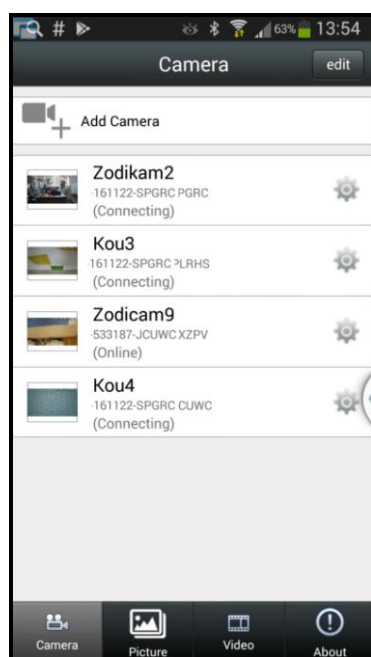 # 63% 13:54
Camera edit
Add Camera
Zodikam2
-161122-SPGRC PGRC
(Connecting)
Kou3
161122-SPGRC PLRHS
(Connecting)
Zodicam9
-533187-JCUWC XZPV
(Online)
Kou4
-161122-SPGRC CUWC
(Connecting)
Camera Picture Video About